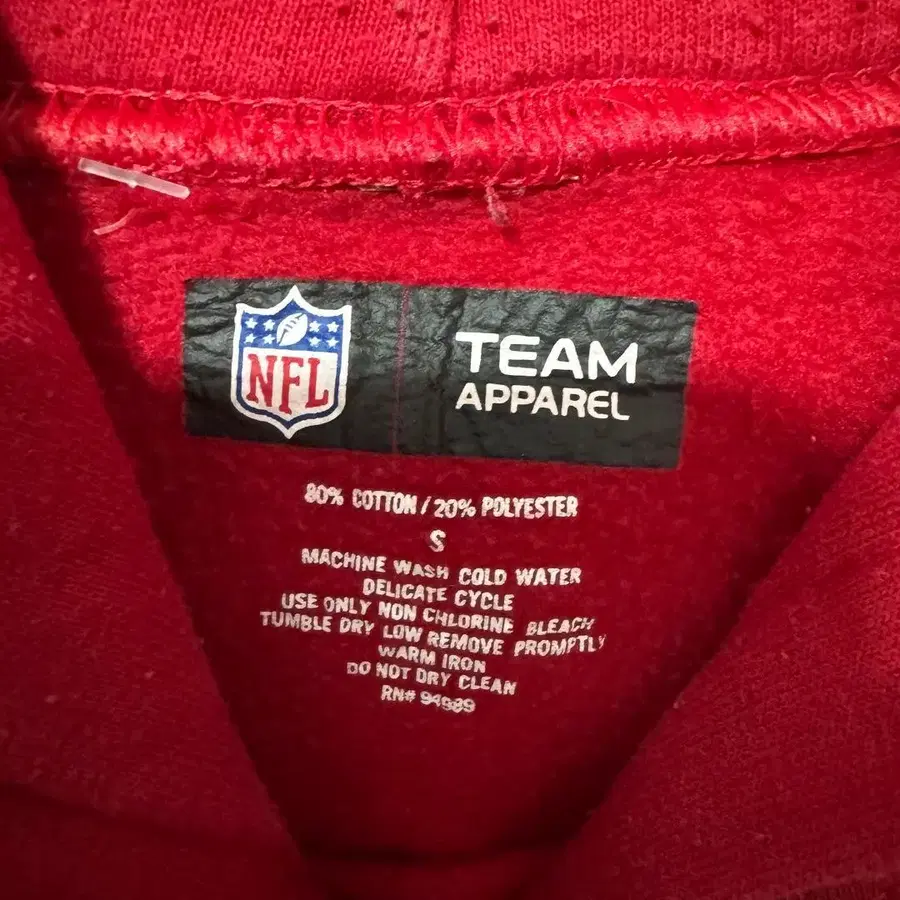 NFL
TEAM
APPAREL
80% COTTON / 20% POLYESTER
S
MACHINE WASH COLD WATER
DELICATE CYCLE
USE ONLY NON CHLORINE BLEACH
TUMBLE DRY LOW REMOVE PROMPTLY
WARM IRON
DO NOT DRY CLEAN
RN# 94989